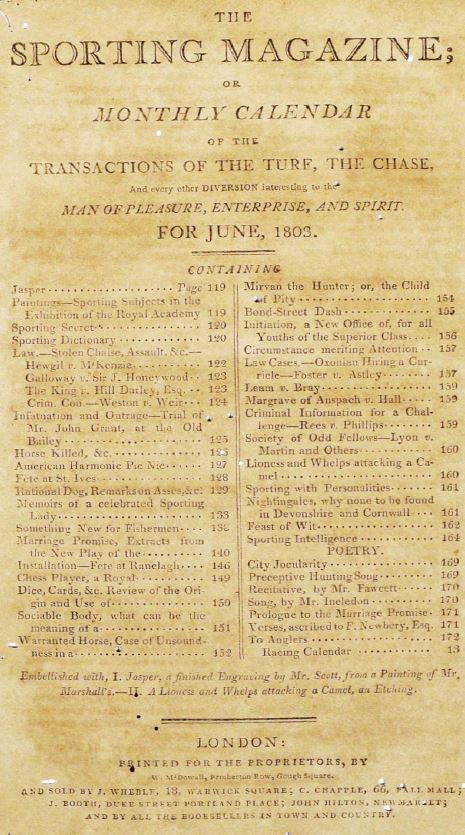 THE
SPORTING MAGAZINE;
OR
MONTHLY CALENDAR
OF THE
TRANSACTIONS OF THE TURF, THE CHASE,
And every other DIVERSION interesting to the
MAN OF PLEASURE, ENTERPRISE, AND SPIRIT.
FOR JUNE, 1803.
CONTAINING
Jasper Page 119
Paintings—Sporting Subjects in the
Exhibition of the Royal Academy 119
Sporting Secrets 120
Sporting Dictionary 120
Law.—Stolen Chaise, Assault, &c.—
Hewgil v. M'Kenzie 122
Galloway v. Sir J. Honeywood 123
The King v. Hill Darley, Esq. 123
Crim. Con.—Weston v. Weir 124
Infatuation and Outrage—Trial of
Mr. John Grant, at the Old
Bailey 125
Horse Killed, &c. 125
American Harmonic Pic Nic 127
Fete at St. Ives 128
Rational Dog, Remarks on Asses, &c. 129
Memoirs of a celebrated Sporting
Lady 133
Something New for Fishermen 138
Marriage Promise, Extracts from
the New Play of the 140
Installation—Fete at Ranelagh 146
Chess Player, a Royal 149
Dice, Cards, &c. Review of the Ori-
gin and Use of 150
Sociable Body, what can be the
meaning of a 151
Warranted Horse, Case of Unsound-
ness in a 152
Mirvan the Hunter; or, the Child
of Pity 154
Bond-Street Dash 155
Initiation, a New Office of, for all
Youths of the Superior Class 156
Circumstance meriting Attention 157
Law Cases.—Oxonian Hiring a Cur-
ricle—Foster v. Astley 157
Leam v. Bray 159
Margrave of Anspach v. Hall 159
Criminal Information for a Chal-
lenge—Rees v. Phillips 159
Society of Odd Fellows—Lyon v.
Martin and Others 160
Lioness and Whelps attacking a Ca-
mel 160
Sporting with Personalities 161
Nightingales, why none to be found
in Devonshire and Cornwall 161
Feast of Wit 162
Sporting Intelligence 164
POETRY.
City Jocularity 169
Preceptive Hunting Song 169
Recitative, by Mr. Fawcett 170
Song, by Mr. Incledon 170
Prologue to the Marriage Promise 171
Verses, ascribed to F. Newbery, Esq. 171
To Anglers 172
Racing Calendar 13
Embellished with, I. Jasper, a finished Engraving by Mr. Scott, from a Painting of Mr.
Marshall's.—II. A Lioness and Whelps attacking a Camel, an Etching.
LONDON:
PRINTED FOR THE PROPRIETORS, BY
W. McDowall, Pemberton Row, Gough Square.
AND SOLD BY J. WHEBLE, 18, WARWICK SQUARE; C. CHAPPLE, 66, PALL MALL;
J. BOOTH, DUKE STREET PORTLAND PLACE; JOHN HILTON, NEWMARKET;
AND BY ALL THE BOOKSELLERS IN TOWN AND COUNTRY.